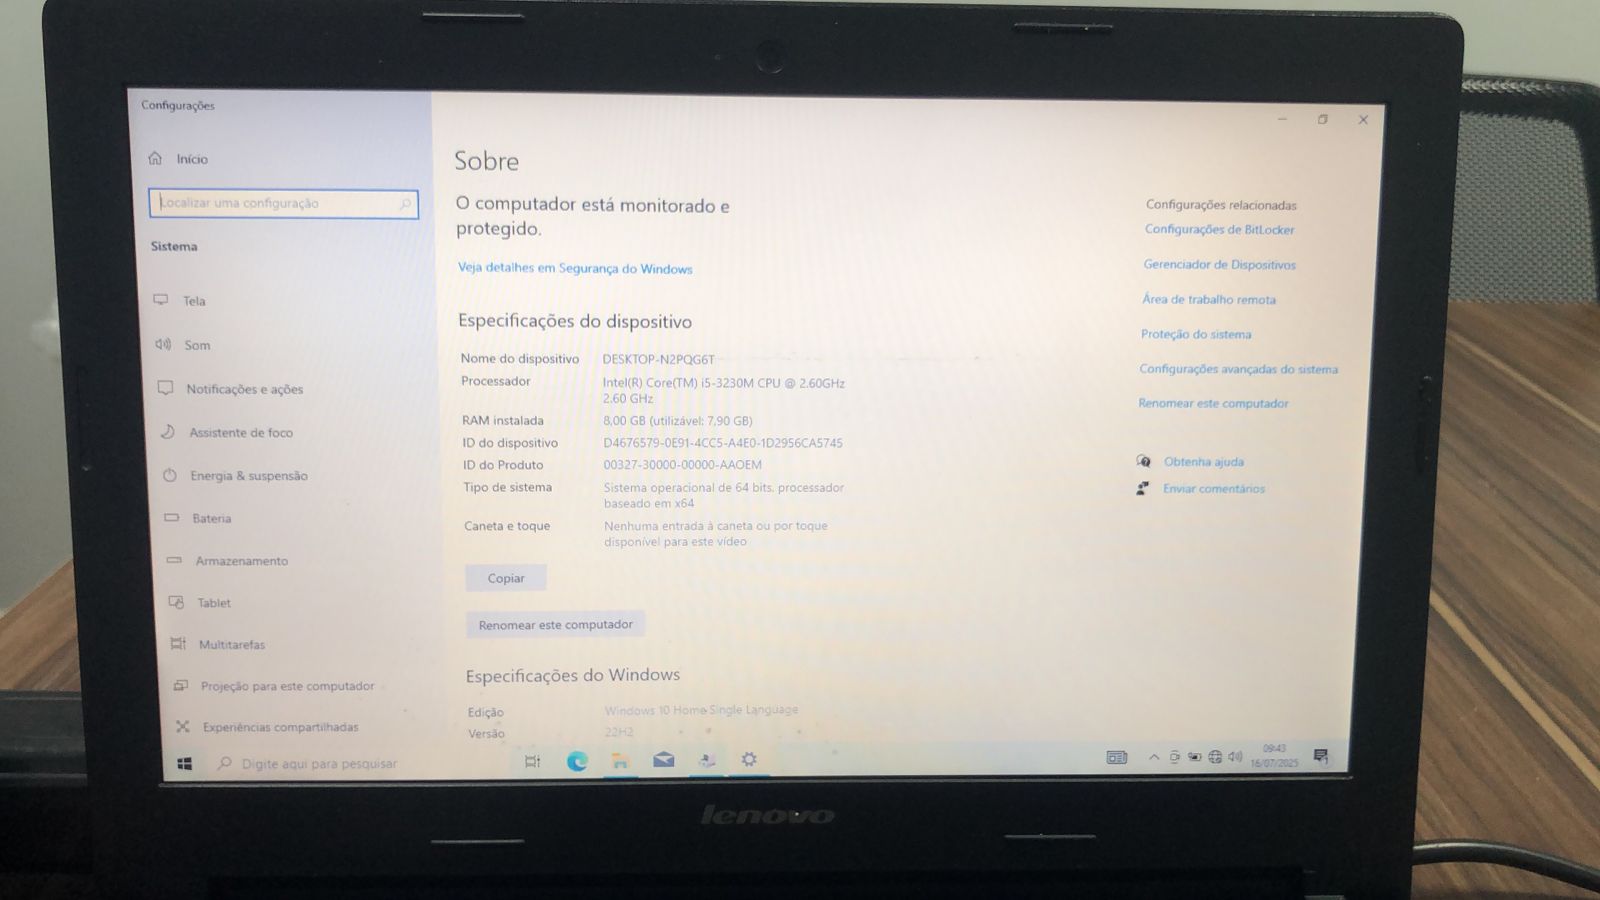 Configurações
Início
Localizar uma configuração
Sistema
Tela
Som
Notificações e ações
Assistente de foco
Energia & suspensão
Bateria
Armazenamento
Tablet
Multitarefas
Projeção para este computador
Experiências compartilhadas
Sobre
O computador está monitorado e
protegido.
Veja detalhes em Segurança do Windows
Especificações do dispositivo
Nome do dispositivo DESKTOP-N2PQG6T
Processador Intel(R) Core(TM) i5-3230M CPU @ 2.60GHz
2.60 GHz
RAM instalada 8,00 GB (utilizável: 7,90 GB)
ID do dispositivo D4676579-0E91-4CC5-A4E0-1D2956CA5745
ID do Produto 00327-30000-00000-AAOEM
Tipo de sistema Sistema operacional de 64 bits, processador
baseado em x64
Caneta e toque Nenhuma entrada à caneta ou por toque
disponível para este vídeo
Copiar
Renomear este computador
Especificações do Windows
Edição Windows 10 Home Single Language
Versão 22H2
Configurações relacionadas
Configurações de BitLocker
Gerenciador de Dispositivos
Área de trabalho remota
Proteção do sistema
Configurações avançadas do sistema
Renomear este computador
Obtenha ajuda
Enviar comentários
Digite aqui para pesquisar
09:43
16/07/2025
lenovo